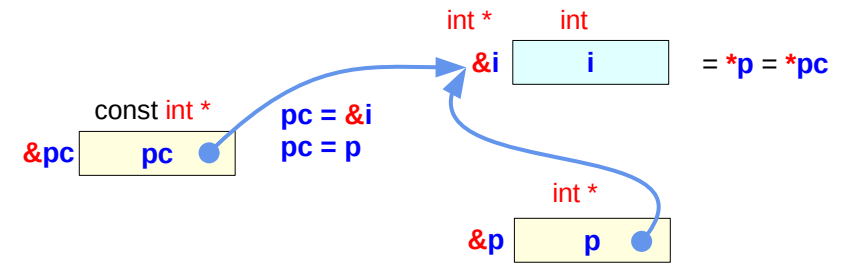 int * int
&i i = *p = *pc
const int *
pc = &i
&pc pc pc = p
int *
&p p